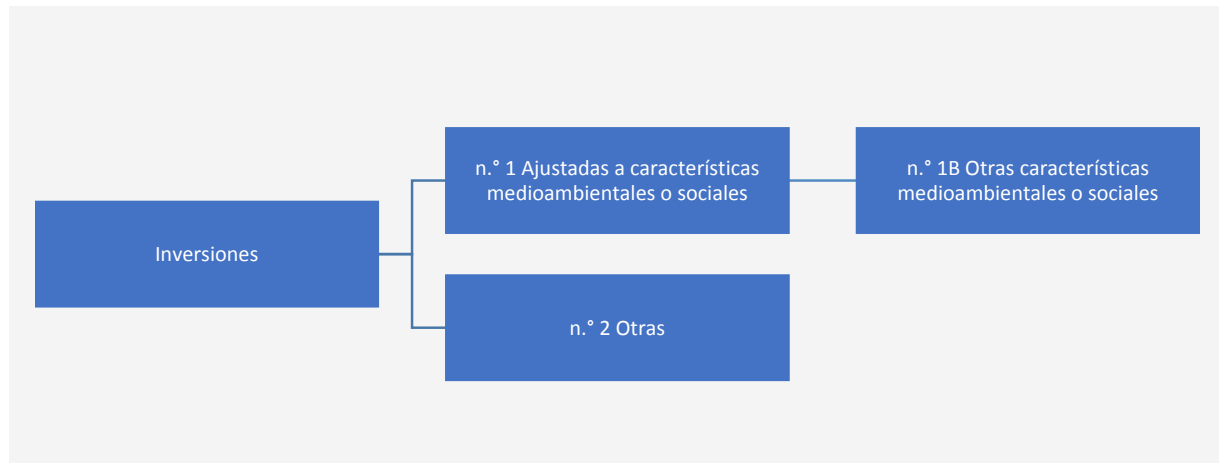 Inversiones
n.° 1 Ajustadas a características
medioambientales o sociales
n.° 1B Otras características
medioambientales o sociales
n.° 2 Otras